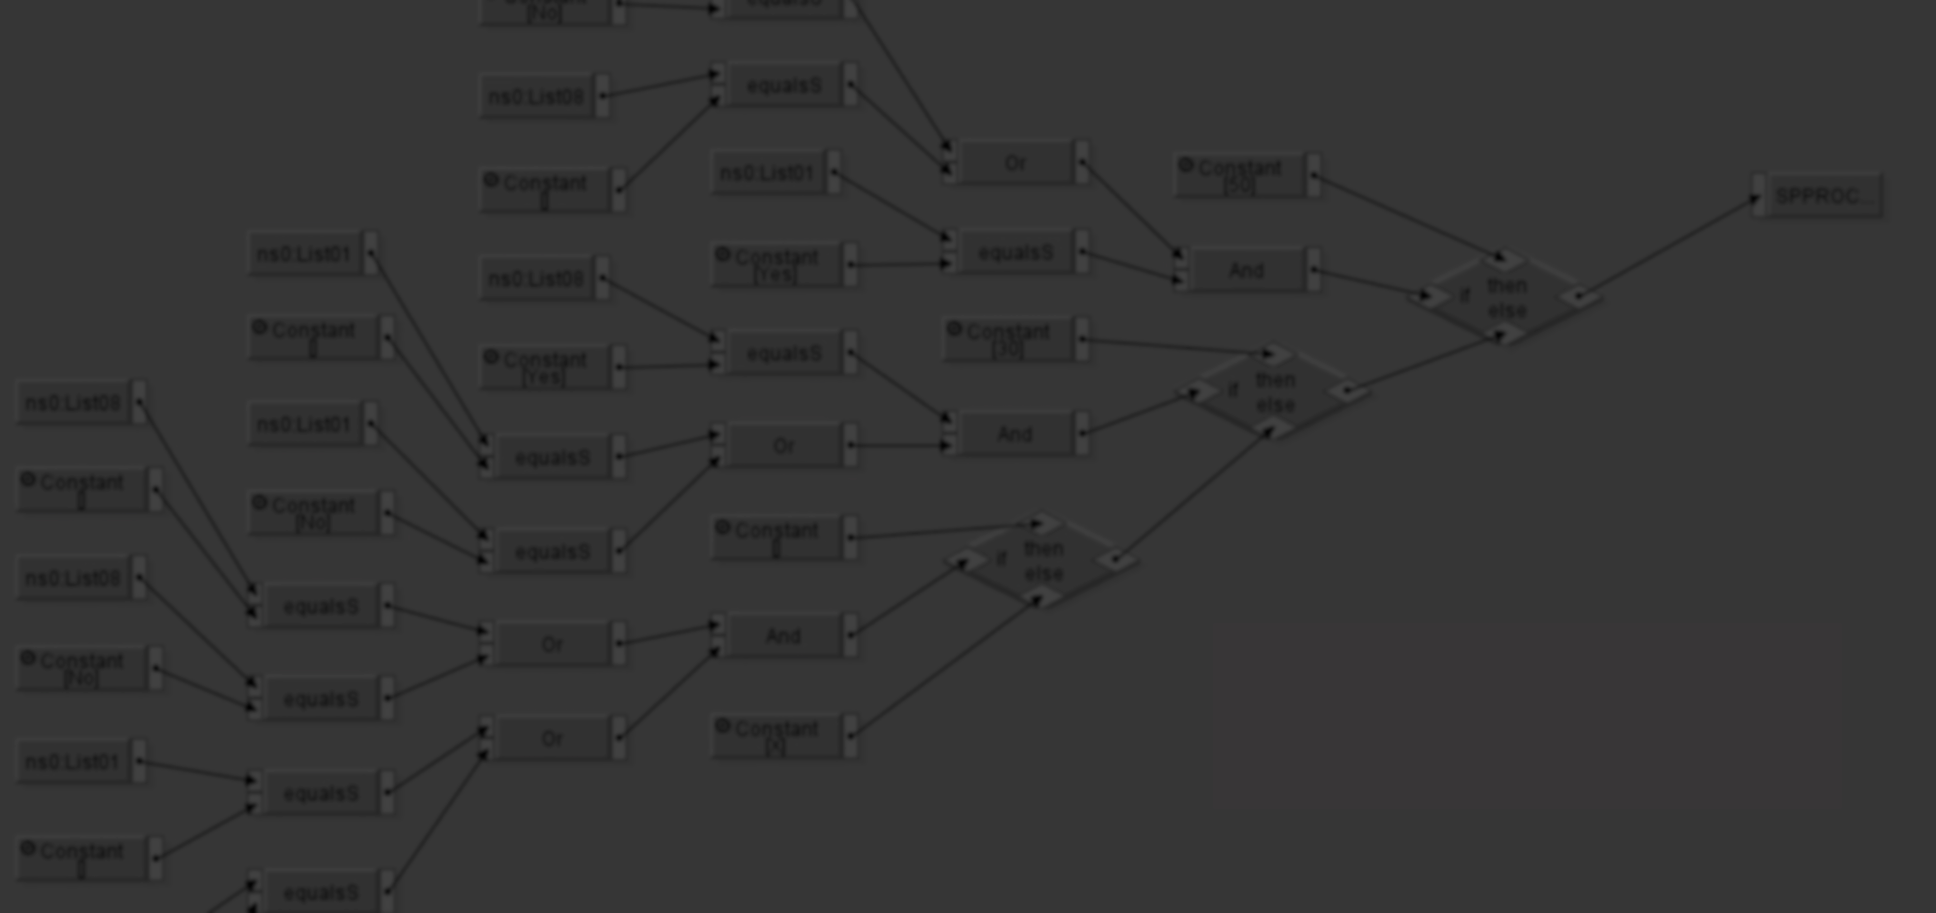 Constant
[No]
equalsS
ns0:List08
equalsS
Constant
[]
ns0:List01
Or
Constant
[50]
SPPROC...
ns0:List01
ns0:List08
Constant
[Yes]
equalsS
And
if then
else
Constant
[]
Constant
[Yes]
equalsS
Constant
[30]
if then
else
ns0:List08
ns0:List01
equalsS
Or
And
Constant
[]
Constant
[No]
equalsS
Constant
[]
if then
else
ns0:List08
equalsS
Or
And
Constant
[No]
equalsS
Or
Constant
[x]
ns0:List01
equalsS
Constant
[]
equalsS